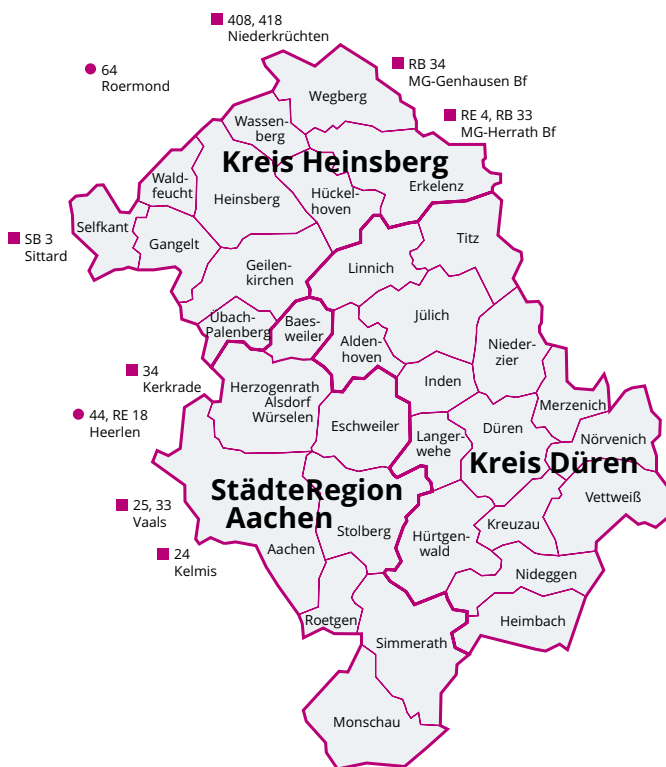 408, 418
Niederkrüchten
64
Roermond
RB 34
MG-Genhausen Bf
Wegberg
RE 4, RB 33
MG-Herrath Bf
Wassen-
berg
Kreis Heinsberg
Wald-
feucht
Heinsberg
Hückel-
hoven
Erkelenz
Selfkant
SB 3
Sittard
Gangelt
Titz
Geilen-
kirchen
Linnich
Jülich
Übach-
Palenberg
Baes-
weiler
Alden-
hoven
Nieder-
zier
34
Kerkrade
Herzogenrath
Alsdorf
Würselen
Inden
Merzenich
44, RE 18
Heerlen
Eschweiler
Langer-
wehe
Düren
Nörvenich
Kreis Düren
StädteRegion
Aachen
Vettweiß
25, 33
Vaals
Stolberg
Hürtgen-
wald
Kreuzau
24
Kelmis
Aachen
Nideggen
Roetgen
Heimbach
Simmerath
Monschau